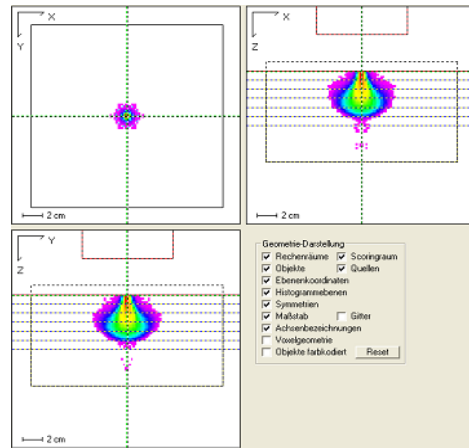 X
Y
2 cm
X
Z
2 cm
Y
Z
2 cm
Geometrie-Darstellung
Rechenräume Scoringraum
Objekte Quellen
Ebenenkoordinaten
Histogrammebenen
Symmetrien
Maßstab Gitter
Achsenbezeichnungen
Voxelgeometrie
Objekte farbkodiert Reset